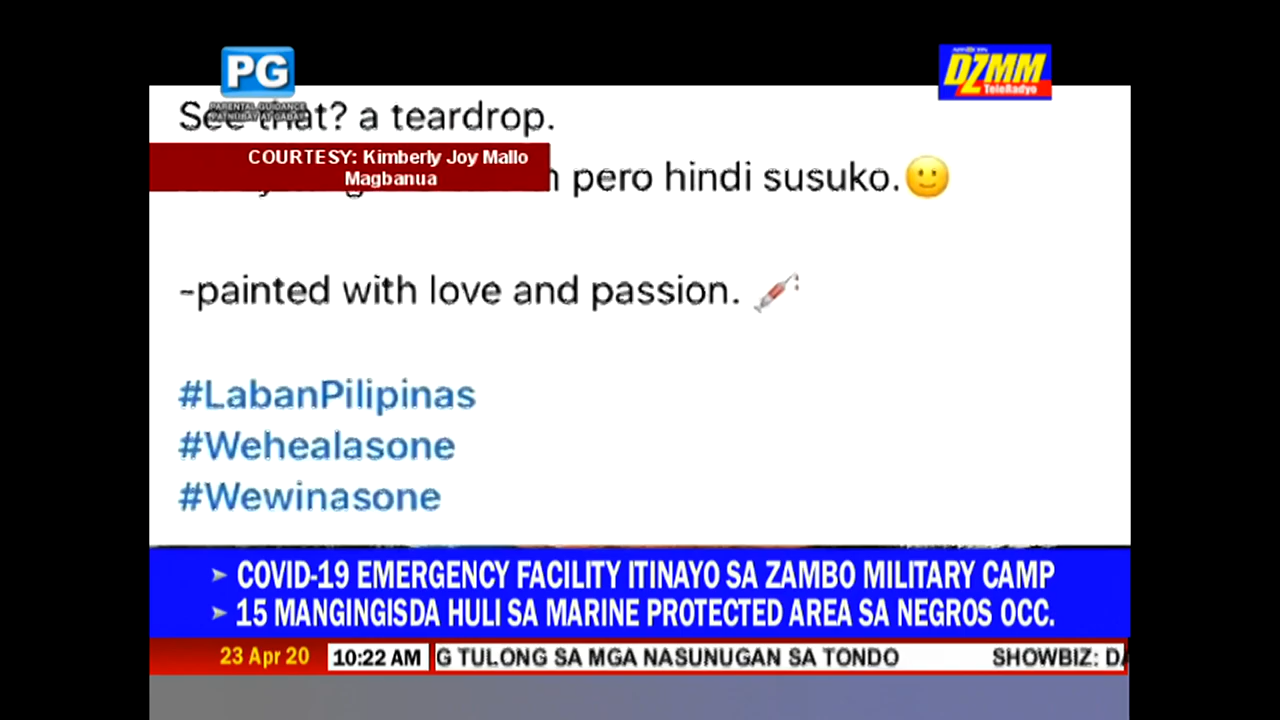 PG
PARENTAL GUIDANCE
PATNUBAY AT GABAY
DZMM
TeleRadyo
See that? a teardrop.
COURTESY: Kimberly Joy Mallo
Magbanua
pero hindi susuko.🙂
-painted with love and passion. 💉
#LabanPilipinas
#Wehealasone
#Wewinasone
➢ COVID-19 EMERGENCY FACILITY ITINAYO SA ZAMBO MILITARY CAMP
➢ 15 MANGINGISDA HULI SA MARINE PROTECTED AREA SA NEGROS OCC.
23 Apr 20 10:22 AM G TULONG SA MGA NASUNUGAN SA TONDO SHOWBIZ: